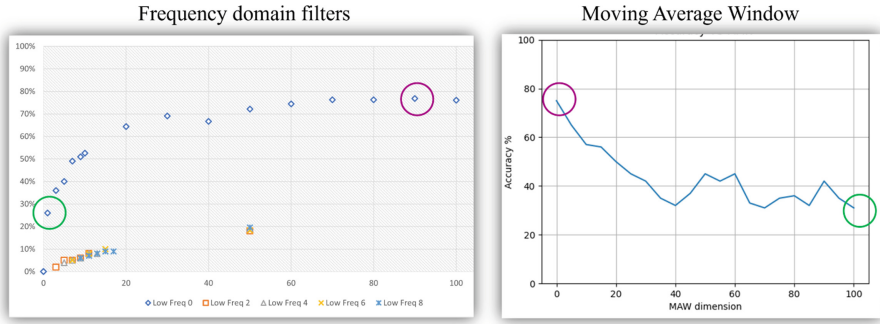 Frequency domain filters
100%
90%
80%
70%
60%
50%
40%
30%
20%
10%
0%
0 20 40 60 80 100
Low Freq 0 Low Freq 2 Low Freq 4 Low Freq 6 Low Freq 8
Moving Average Window
100
80
60
40
20
0
Accuracy %
0 20 40 60 80 100
MAW dimension